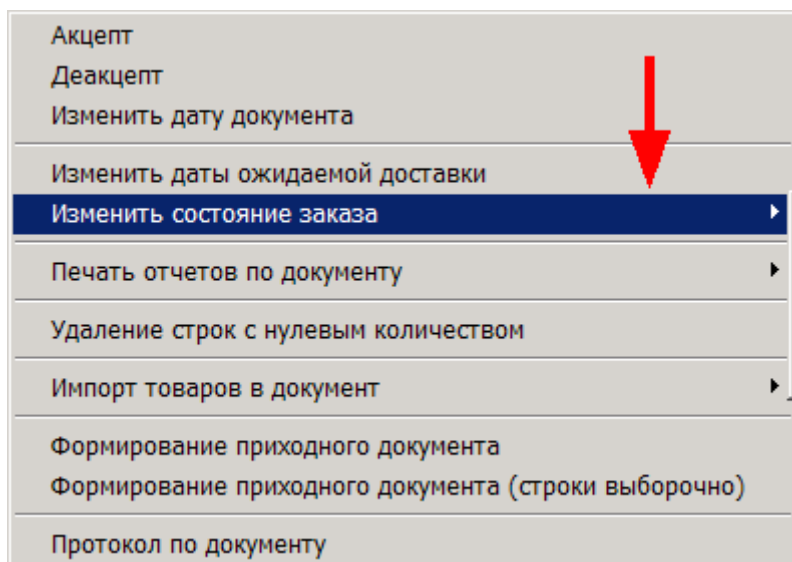 Акцепт
Деакцепт
Изменить дату документа
Изменить даты ожидаемой доставки
Изменить состояние заказа
Печать отчетов по документу
Удаление строк с нулевым количеством
Импорт товаров в документ
Формирование приходного документа
Формирование приходного документа (строки выборочно)
Протокол по документу